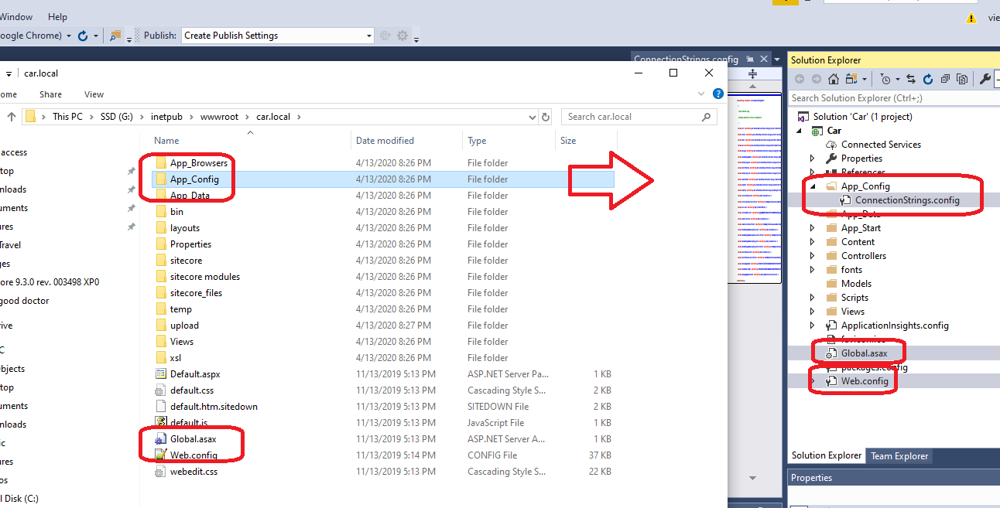 Window Help
oogle Chrome)
Publish: Create Publish Settings
vie
ConnectionStrings.config
car.local
ome Share View
This PC SSD (G:) inetpub wwwroot car.local
Search car.local
Name Date modified Type Size
access
top
nloads
uments
ures
Travel
ges
ore 9.3.0 rev. 003498 XP0
good doctor
rive
C
bjects
top
uments
nloads
ic
ures
os
l Disk (C:)
App_Browsers 4/13/2020 8:26 PM File folder
App_Config 4/13/2020 8:26 PM File folder
App_Data 4/13/2020 8:26 PM File folder
bin 4/13/2020 8:26 PM File folder
layouts 4/13/2020 8:26 PM File folder
Properties 4/13/2020 8:26 PM File folder
sitecore 4/13/2020 8:26 PM File folder
sitecore modules 4/13/2020 8:26 PM File folder
sitecore_files 4/13/2020 8:26 PM File folder
temp 4/13/2020 8:26 PM File folder
upload 4/13/2020 8:27 PM File folder
Views 4/13/2020 8:26 PM File folder
xsl 4/13/2020 8:26 PM File folder
Default.aspx 11/13/2019 5:13 PM ASP.NET Server Pa... 1 KB
default.css 11/13/2019 5:13 PM Cascading Style S... 2 KB
default.htm.sitedown 11/13/2019 5:13 PM SITEDOWN File 2 KB
default.js 11/13/2019 5:13 PM JavaScript File 1 KB
Global.asax 11/13/2019 5:13 PM ASP.NET Server A... 1 KB
Web.config 11/13/2019 5:14 PM CONFIG File 37 KB
webedit.css 11/13/2019 5:13 PM Cascading Style S... 22 KB
Solution Explorer
Search Solution Explorer (Ctrl+;)
Solution 'Car' (1 project)
Car
Connected Services
Properties
References
App_Config
ConnectionStrings.config
App_Data
App_Start
Content
Controllers
fonts
Models
Scripts
Views
ApplicationInsights.config
favicon.ico
Global.asax
packages.config
Web.config
Solution Explorer Team Explorer
Properties